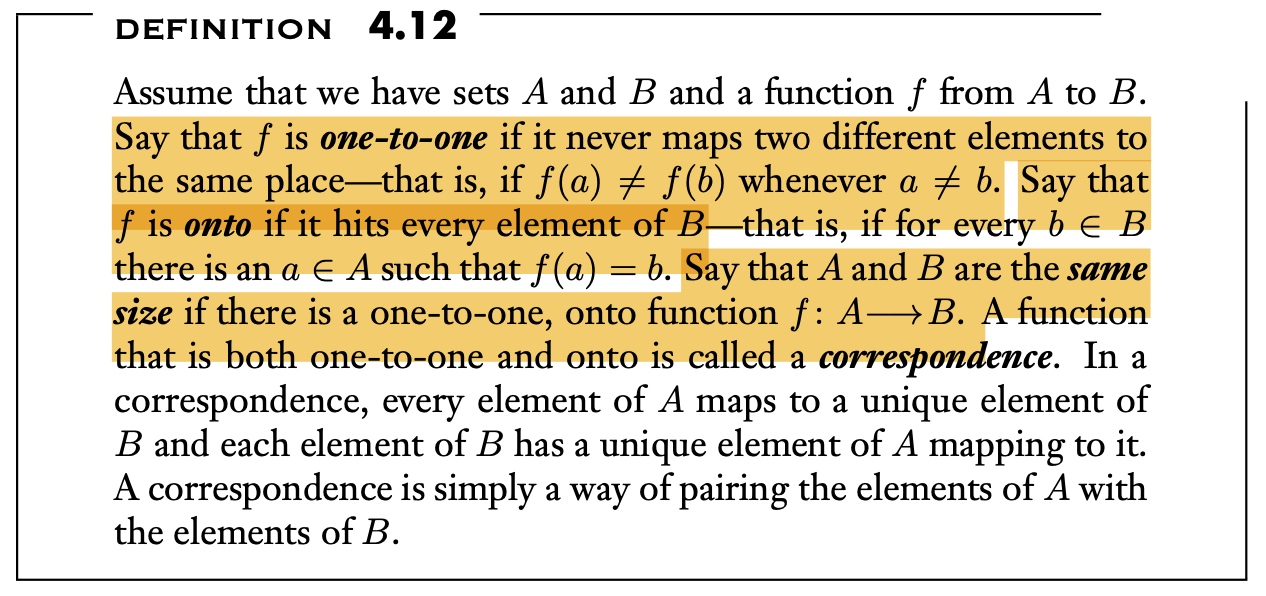 DEFINITION 4.12
Assume that we have sets A and B and a function f from A to B.
Say that f is one-to-one if it never maps two different elements to
the same place—that is, if f(a) ≠ f(b) whenever a ≠ b. Say that
f is onto if it hits every element of B—that is, if for every b ∈ B
there is an a ∈ A such that f(a) = b. Say that A and B are the same
size if there is a one-to-one, onto function f: A⟶B. A function
that is both one-to-one and onto is called a correspondence. In a
correspondence, every element of A maps to a unique element of
B and each element of B has a unique element of A mapping to it.
A correspondence is simply a way of pairing the elements of A with
the elements of B.